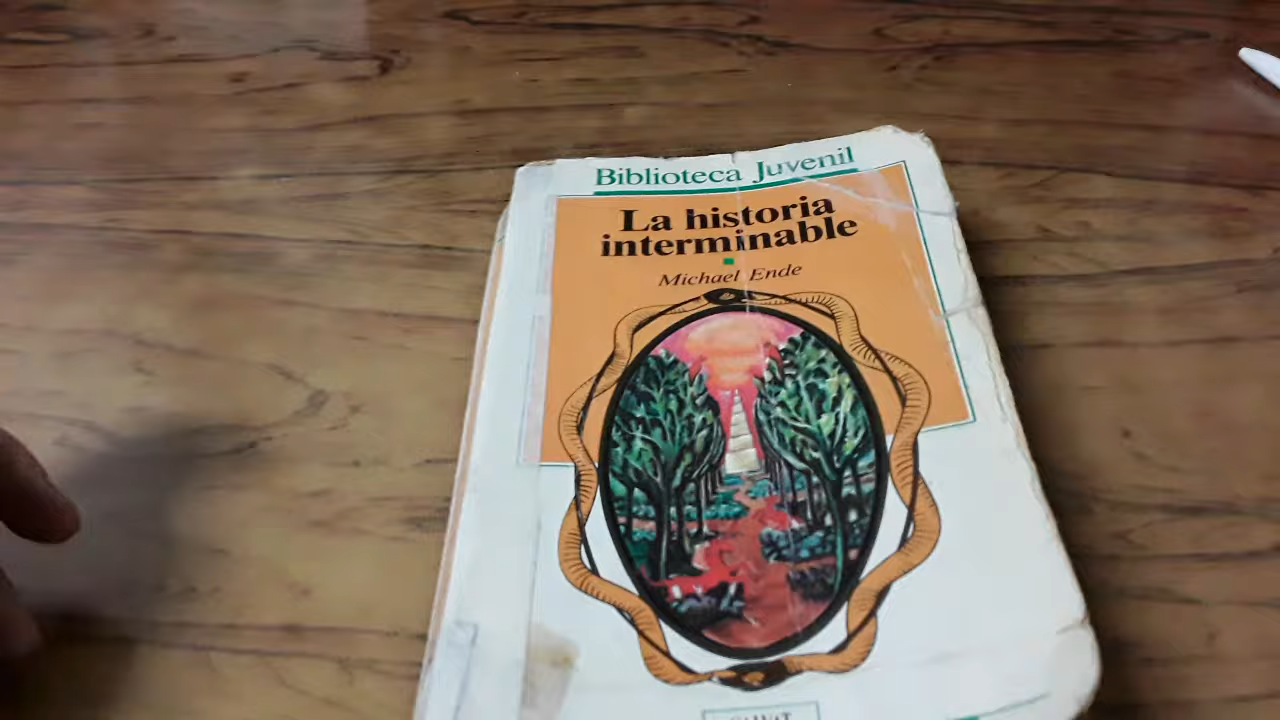 Biblioteca Juvenil
La historia
interminable
Michael Ende